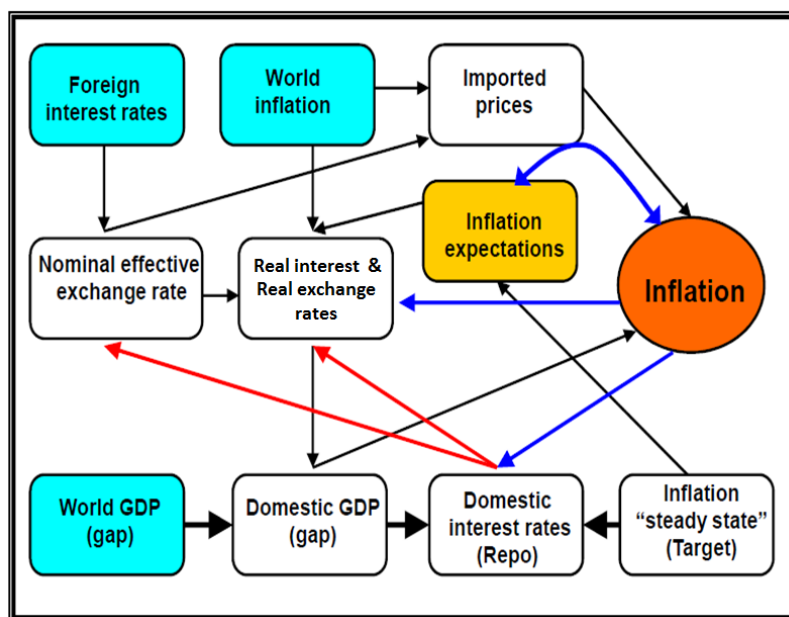 Foreign
interest rates
World
inflation
Imported
prices
Inflation
expectations
Nominal effective
exchange rate
Real interest &
Real exchange
rates
Inflation
World GDP
(gap)
Domestic GDP
(gap)
Domestic
interest rates
(Repo)
Inflation
“steady state”
(Target)